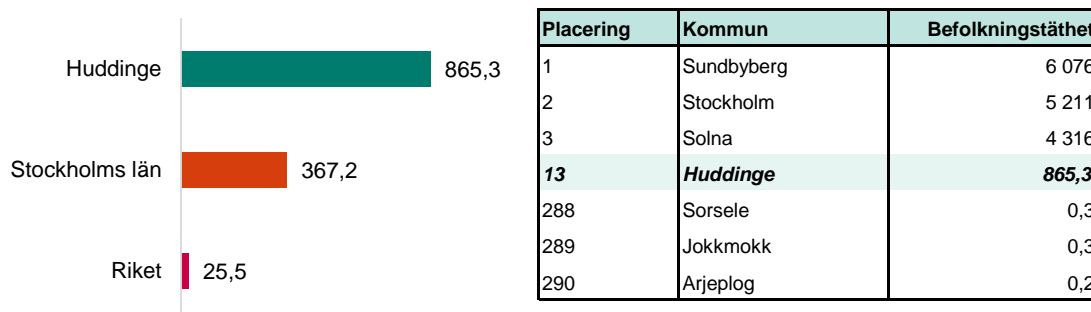 Huddinge 865,3
Stockholms län 367,2
Riket 25,5
Placering Kommun Befolkningstäthet
1 Sundbyberg 6 076
2 Stockholm 5 211
3 Solna 4 316
13 Huddinge 865,3
288 Sorsele 0,3
289 Jokkmokk 0,3
290 Arjeplog 0,2